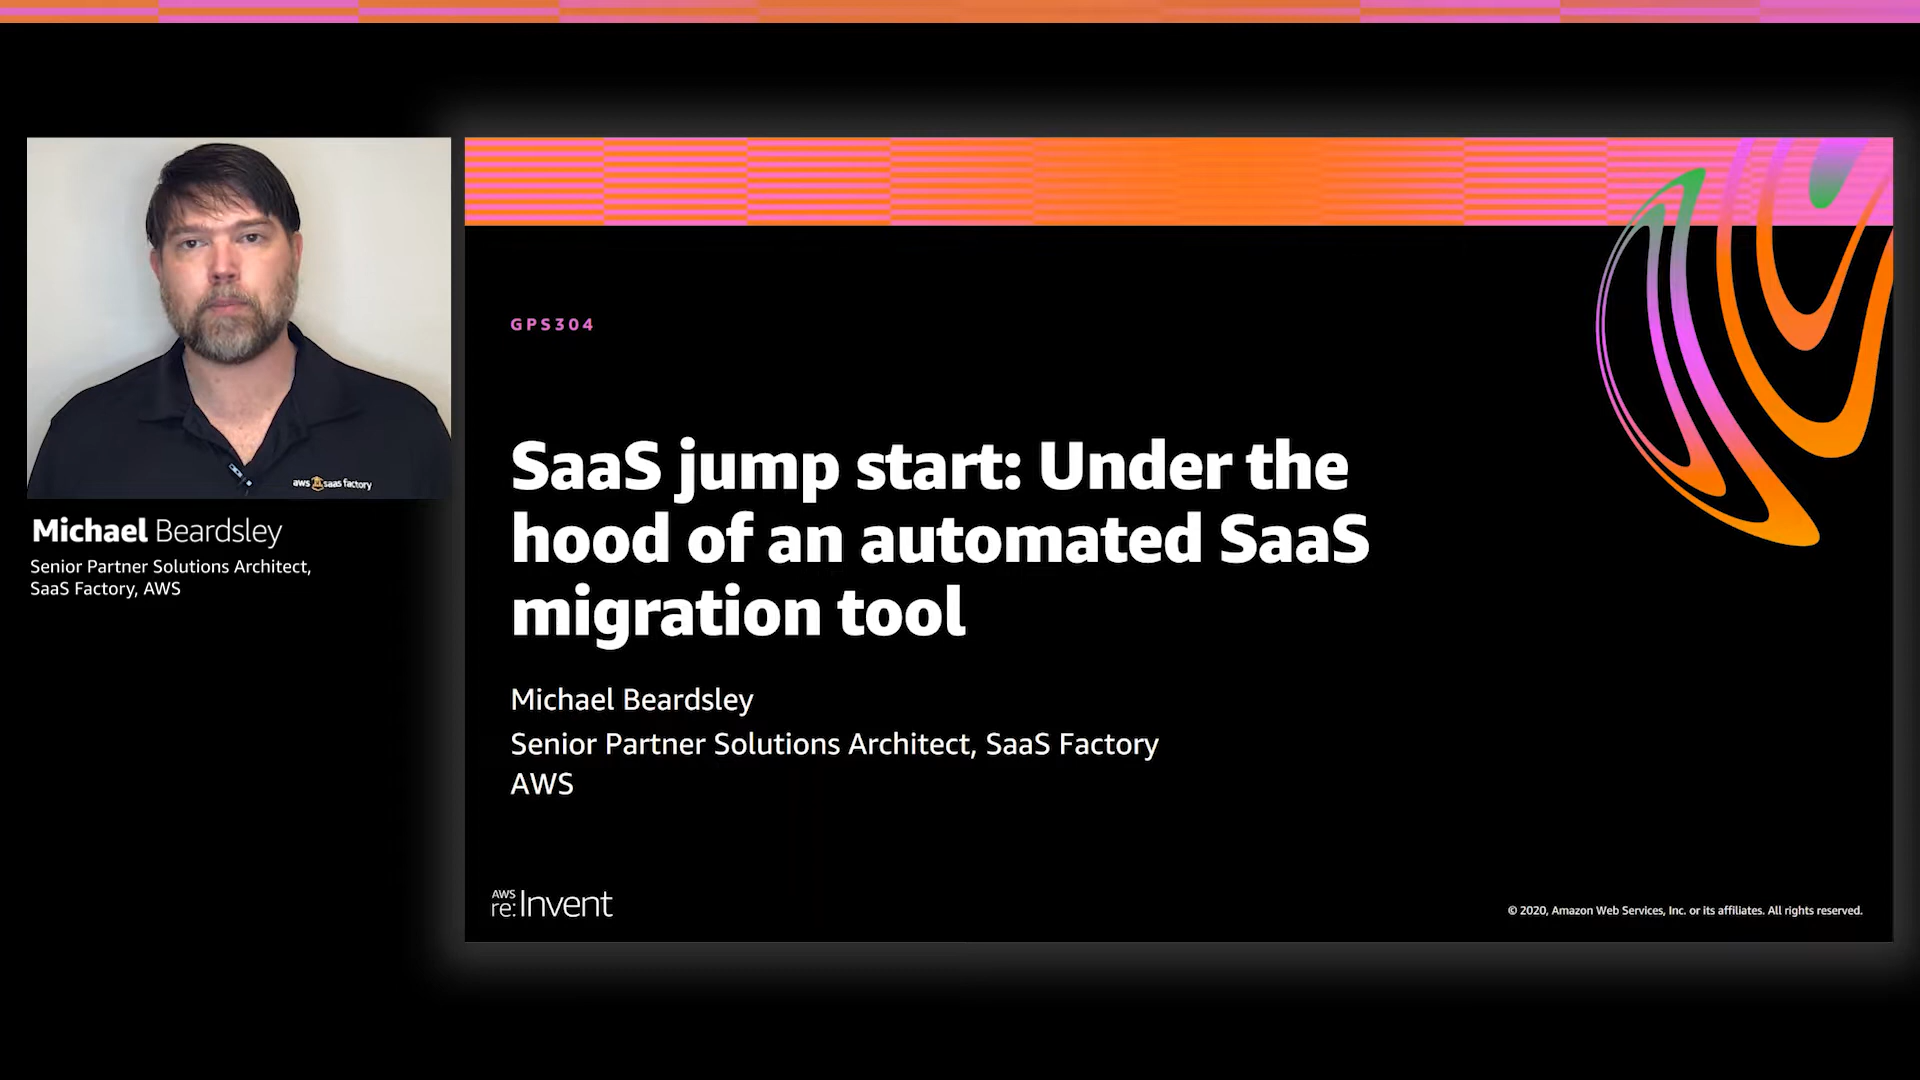 aws saas factory
Michael Beardsley
Senior Partner Solutions Architect,
SaaS Factory, AWS
GPS304
SaaS jump start: Under the
hood of an automated SaaS
migration tool
Michael Beardsley
Senior Partner Solutions Architect, SaaS Factory
AWS
AWS
re:Invent
© 2020, Amazon Web Services, Inc. or its affiliates. All rights reserved.